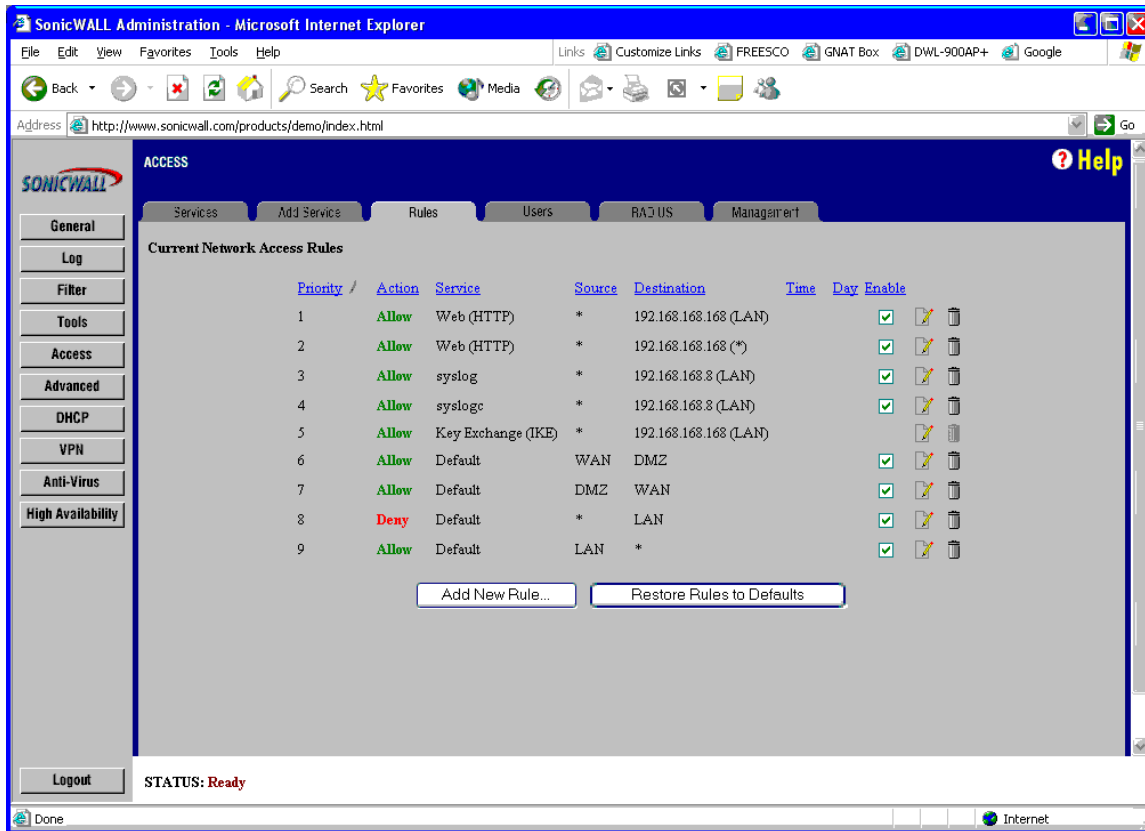 SonicWALL Administration - Microsoft Internet Explorer
File Edit View Favorites Tools Help Links Customize Links FREESCO GNAT Box DWL-900AP+ Google
Back Search Favorites Media
Address http://www.sonicwall.com/products/demo/index.html Go
SONICWALL
ACCESS
? Help
Services Add Service Rules Users RADIUS Management
General
Log
Filter
Tools
Access
Advanced
DHCP
VPN
Anti-Virus
High Availability
Current Network Access Rules
Priority Action Service Source Destination Time Day Enable
1 Allow Web (HTTP) * 192.168.168.168 (LAN)
2 Allow Web (HTTP) * 192.168.168.168 (*)
3 Allow syslog * 192.168.168.8 (LAN)
4 Allow syslogc * 192.168.168.8 (LAN)
5 Allow Key Exchange (IKE) * 192.168.168.168 (LAN)
6 Allow Default WAN DMZ
7 Allow Default DMZ WAN
8 Deny Default * LAN
9 Allow Default LAN *
Add New Rule... Restore Rules to Defaults
Logout
STATUS: Ready
Done Internet